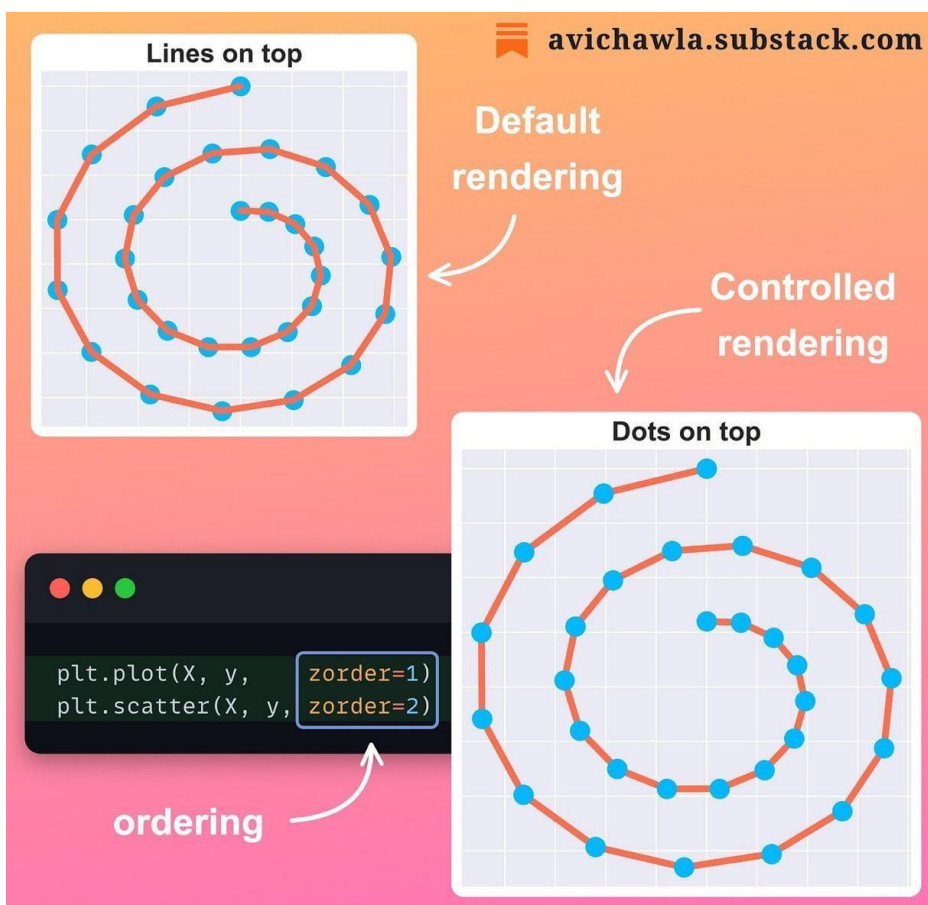 avichawla.substack.com
Lines on top
Default
rendering
Controlled
rendering
Dots on top
plt.plot(X, y, zorder=1)
plt.scatter(X, y, zorder=2)
ordering